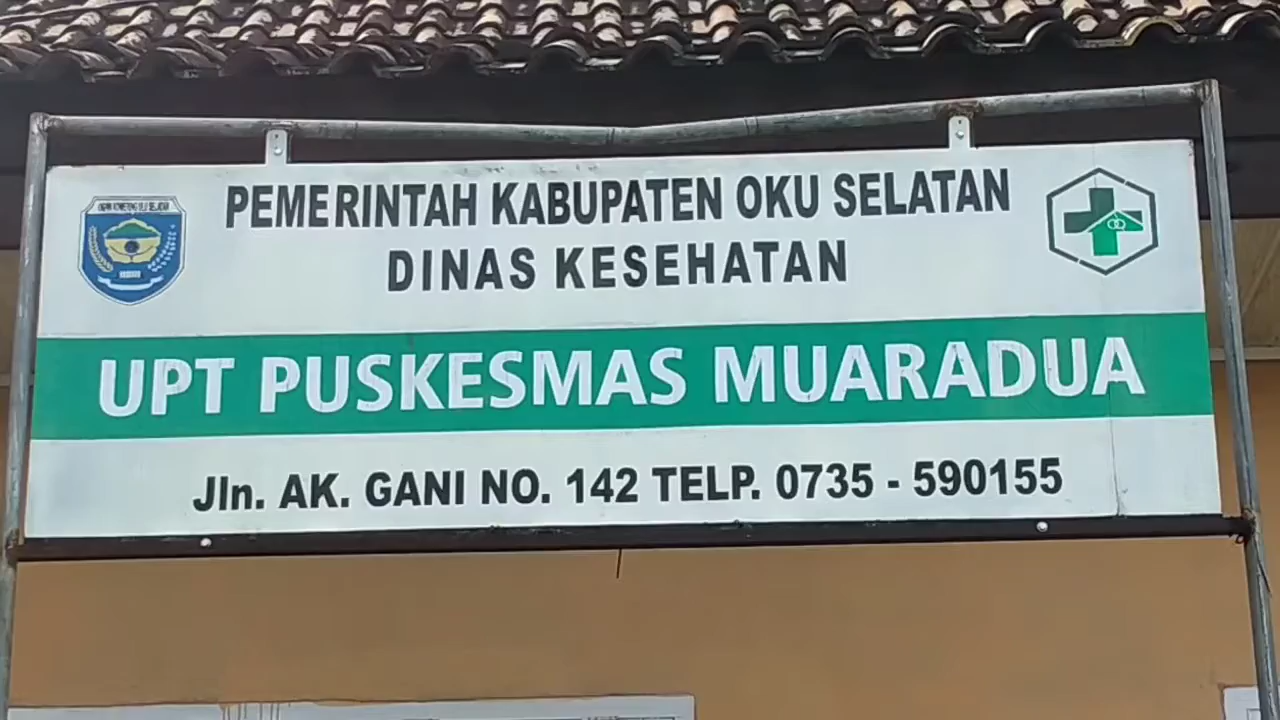 PEMERINTAH KABUPATEN OKU SELATAN
DINAS KESEHATAN
UPT PUSKESMAS MUARADUA
Jln. AK. GANI NO. 142 TELP. 0735 - 590155